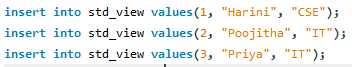 insert into std_view values(1, "Harini", "CSE");
insert into std_view values(2, "Poojitha", "IT");
insert into std_view values(3, "Priya", "IT");